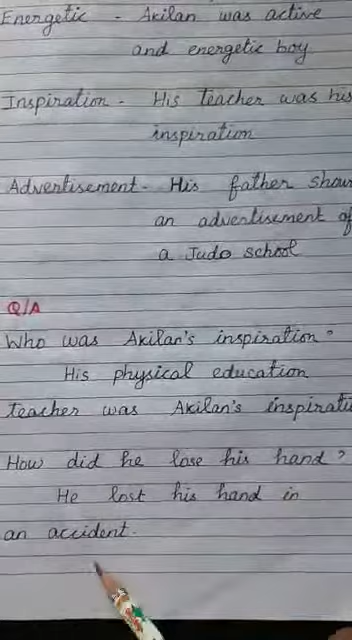 Energetic - Akilan was active
and energetic boy
Inspiration - His teacher was his
inspiration
Advertisement - His father show
an advertisement of
a Judo school
Q/A
Who was Akilan's inspiration?
His physical education
teacher was Akilan's inspirati
How did he lose his hand?
He lost his hand in
an accident.